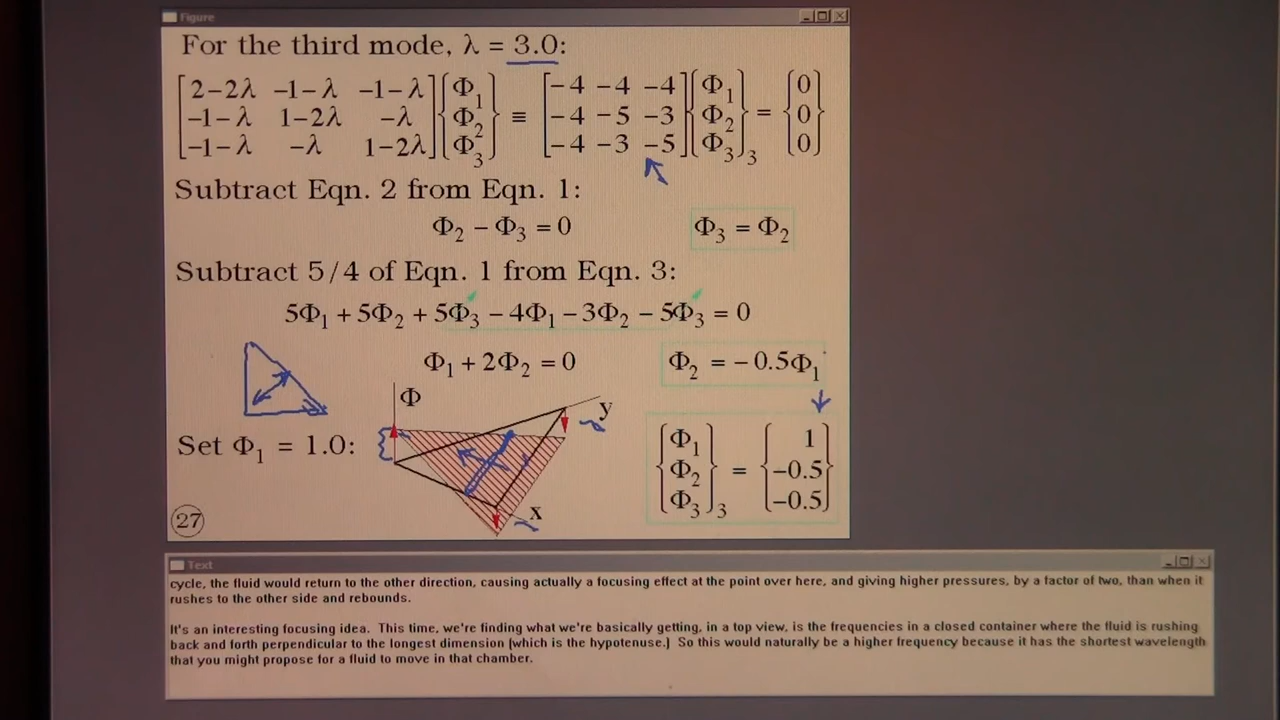 Figure
For the third mode, λ = 3.0:
[2−2λ −1−λ −1−λ] {Φ1} [−4 −4 −4] {Φ1} {0}
[−1−λ 1−2λ −λ] {Φ2} ≡ [−4 −5 −3] {Φ2} = {0}
[−1−λ −λ 1−2λ] {Φ3} [−4 −3 −5] {Φ3}3 {0}
Subtract Eqn. 2 from Eqn. 1:
Φ2 − Φ3 = 0 Φ3 = Φ2
Subtract 5/4 of Eqn. 1 from Eqn. 3:
5Φ1 + 5Φ2 + 5Φ3 − 4Φ1 − 3Φ2 − 5Φ3 = 0
Φ1 + 2Φ2 = 0 Φ2 = − 0.5Φ1
Φ y
Set Φ1 = 1.0:
x
{Φ1} {1}
{Φ2} = {−0.5}
{Φ3}3 {−0.5}
27
Text
cycle, the fluid would return to the other direction, causing actually a focusing effect at the point over here, and giving higher pressures, by a factor of two, than when it
rushes to the other side and rebounds.
It's an interesting focusing idea. This time, we're finding what we're basically getting, in a top view, is the frequencies in a closed container where the fluid is rushing
back and forth perpendicular to the longest dimension (which is the hypotenuse.) So this would naturally be a higher frequency because it has the shortest wavelength
that you might propose for a fluid to move in that chamber.